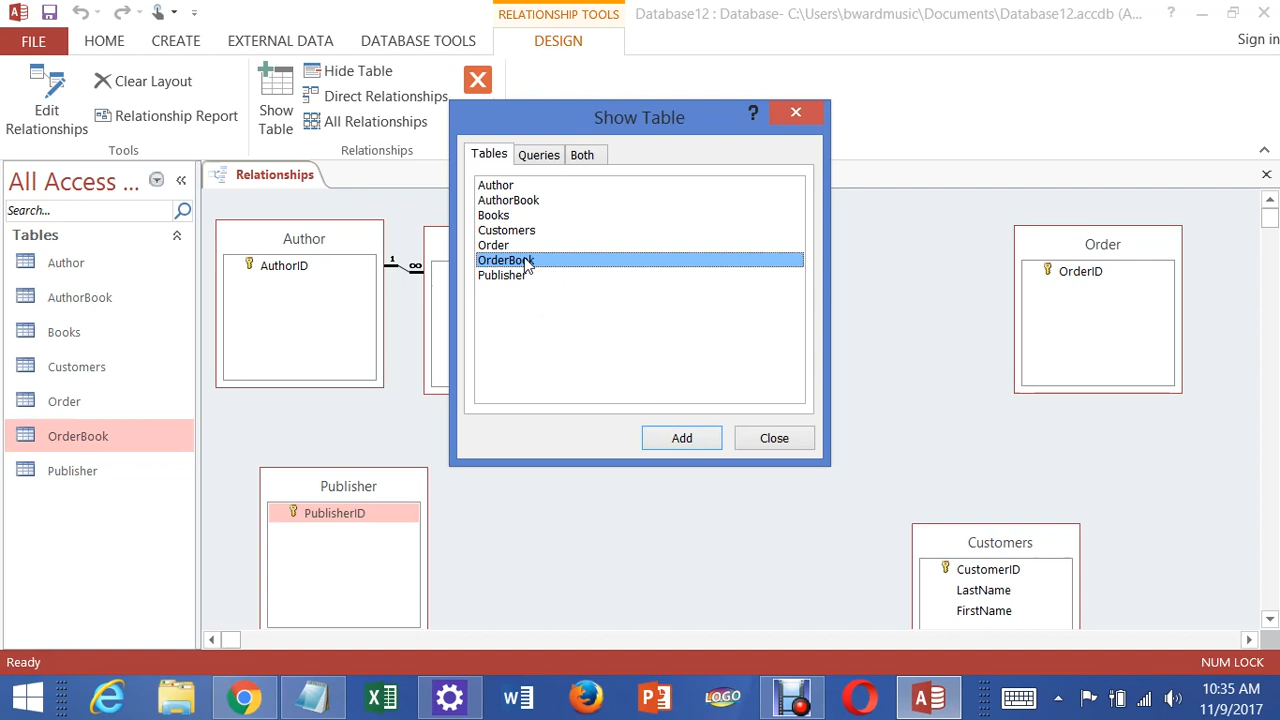 RELATIONSHIP TOOLS
Database12 : Database- C:\Users\bwardmusic\Documents\Database12.accdb (A...
?
FILE
HOME
CREATE
EXTERNAL DATA
DATABASE TOOLS
DESIGN
Sign in
Edit
Relationships
Clear Layout
Relationship Report
Tools
Show
Table
Hide Table
Direct Relationships
All Relationships
Relationships
All Access ...
Search...
Tables
Author
AuthorBook
Books
Customers
Order
OrderBook
Publisher
Relationships
Author
AuthorID
1
∞
Publisher
PublisherID
Order
OrderID
Customers
CustomerID
LastName
FirstName
Show Table
?
Tables
Queries
Both
Author
AuthorBook
Books
Customers
Order
OrderBook
Publisher
Add
Close
Ready
NUM LOCK
LOGO
10:35 AM
11/9/2017